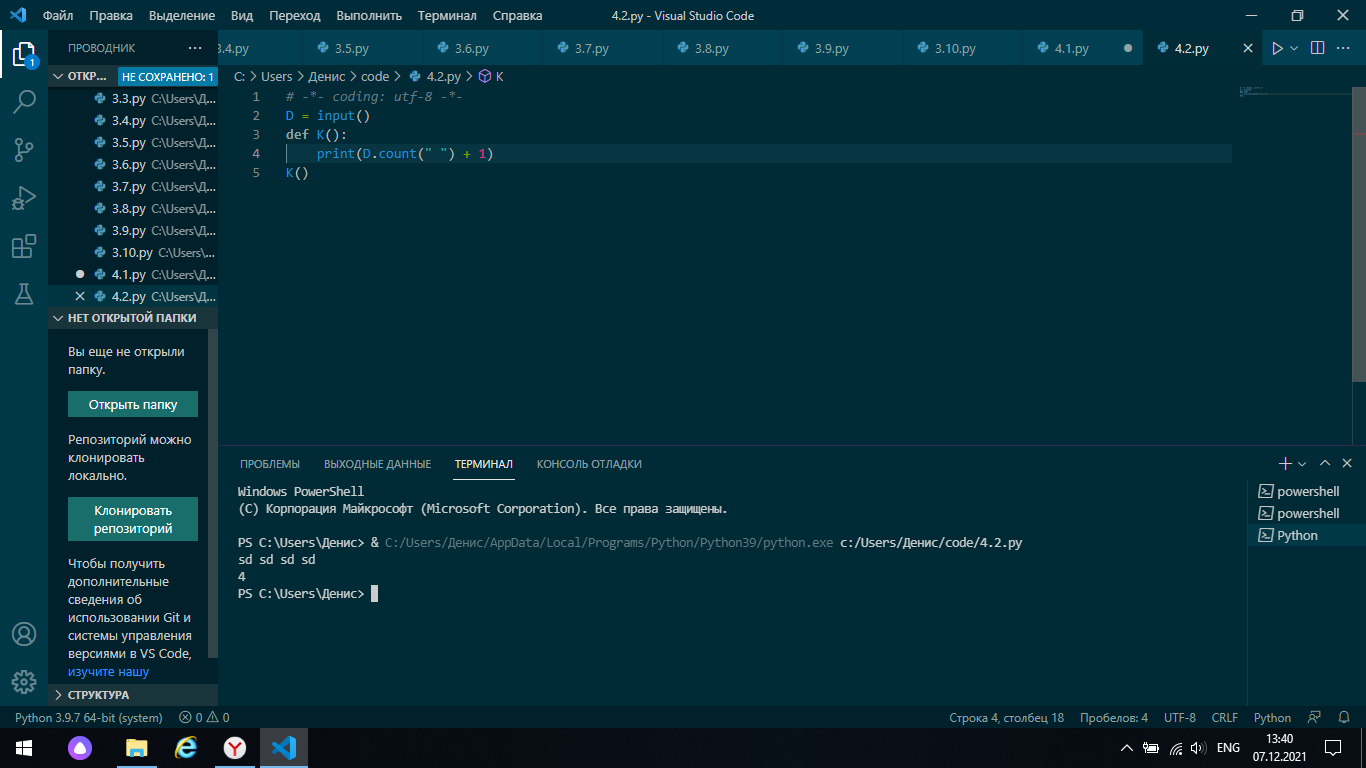 Файл Правка Выделение Вид Переход Выполнить Терминал Справка 4.2.py - Visual Studio Code
ПРОВОДНИК ··· 3.4.py 3.5.py 3.6.py 3.7.py 3.8.py 3.9.py 3.10.py 4.1.py 4.2.py
1
ОТКР... НЕ СОХРАНЕНО: 1
C: > Users > Денис > code > 4.2.py > K
3.3.py C:\Users\Д...
3.4.py C:\Users\Д...
3.5.py C:\Users\Д...
3.6.py C:\Users\Д...
3.7.py C:\Users\Д...
3.8.py C:\Users\Д...
3.9.py C:\Users\Д...
3.10.py C:\Users\...
4.1.py C:\Users\Д...
4.2.py C:\Users\Д...
НЕТ ОТКРЫТОЙ ПАПКИ
Вы еще не открыли
папку.
Открыть папку
Репозиторий можно
клонировать
локально.
Клонировать
репозиторий
Чтобы получить
дополнительные
сведения об
использовании Git и
системы управления
версиями в VS Code,
изучите нашу
СТРУКТУРА
1 # -*- coding: utf-8 -*-
2 D = input()
3 def K():
4 print(D.count(" ") + 1)
5 K()
ПРОБЛЕМЫ ВЫХОДНЫЕ ДАННЫЕ ТЕРМИНАЛ КОНСОЛЬ ОТЛАДКИ
Windows PowerShell
(C) Корпорация Майкрософт (Microsoft Corporation). Все права защищены.
PS C:\Users\Денис> & C:/Users/Денис/AppData/Local/Programs/Python/Python39/python.exe c:/Users/Денис/code/4.2.py
sd sd sd sd
4
PS C:\Users\Денис>
powershell
powershell
Python
Python 3.9.7 64-bit (system) 0 0 Строка 4, столбец 18 Пробелов: 4 UTF-8 CRLF Python
ENG 13:40
07.12.2021